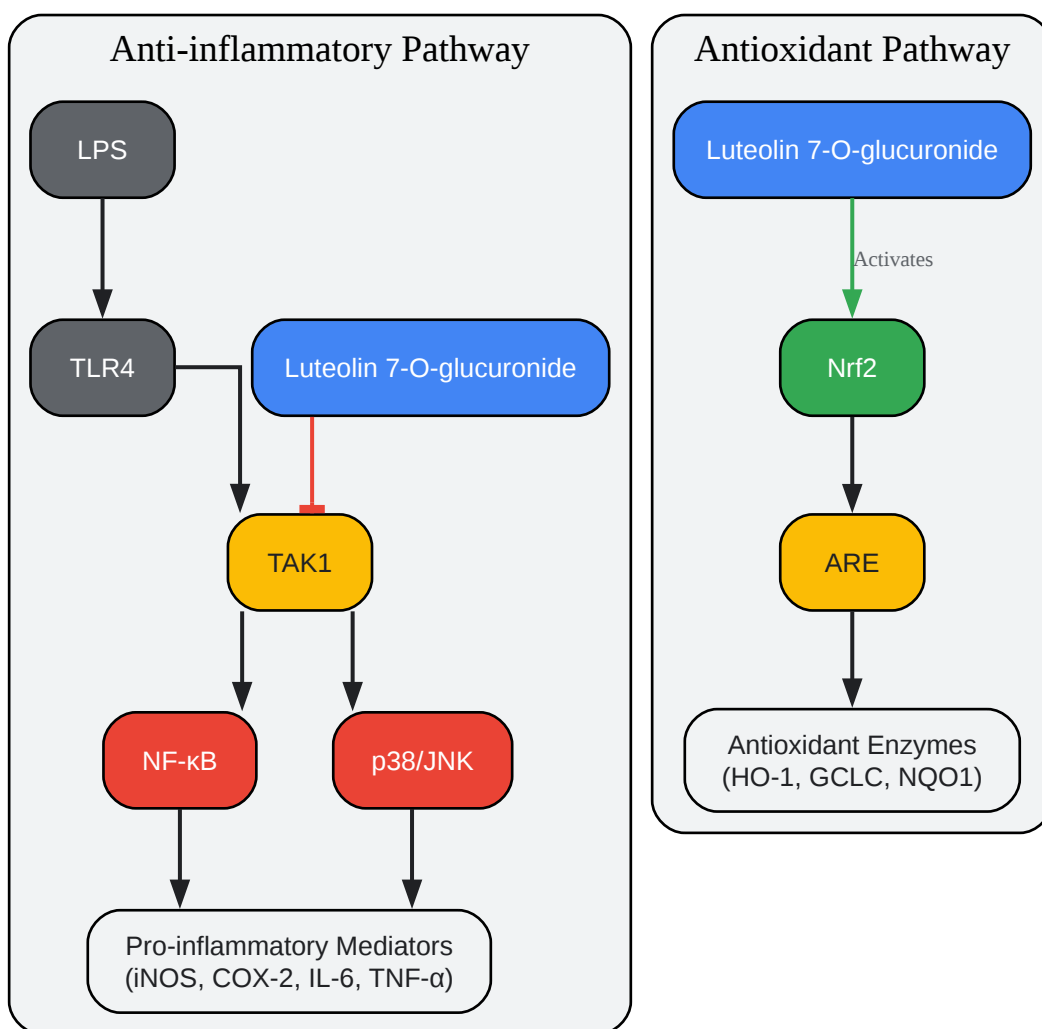 Anti-inflammatory Pathway
LPS
TLR4
Luteolin 7-O-glucuronide
TAK1
NF-κB
p38/JNK
Pro-inflammatory Mediators
(iNOS, COX-2, IL-6, TNF-α)
Antioxidant Pathway
Luteolin 7-O-glucuronide
Activates
Nrf2
ARE
Antioxidant Enzymes
(HO-1, GCLC, NQO1)